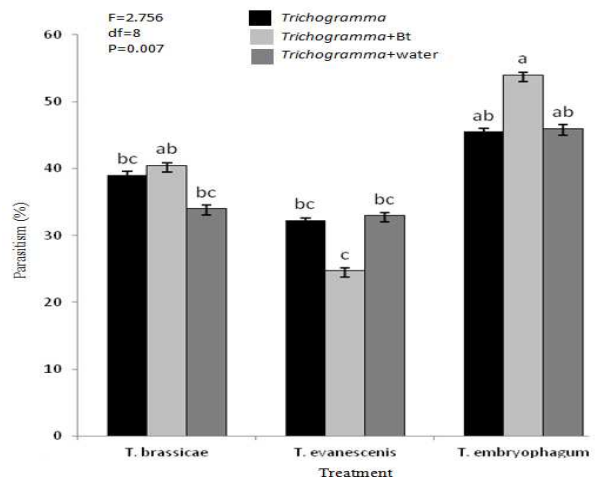 F=2.756
df=8
P=0.007
Trichogramma
Trichogramma+Bt
Trichogramma+water
60
50
40
30
20
10
0
Parasitism (%)
bc ab bc
bc c bc
ab a ab
T. brassicae T. evanescenis T. embryophagum
Treatment